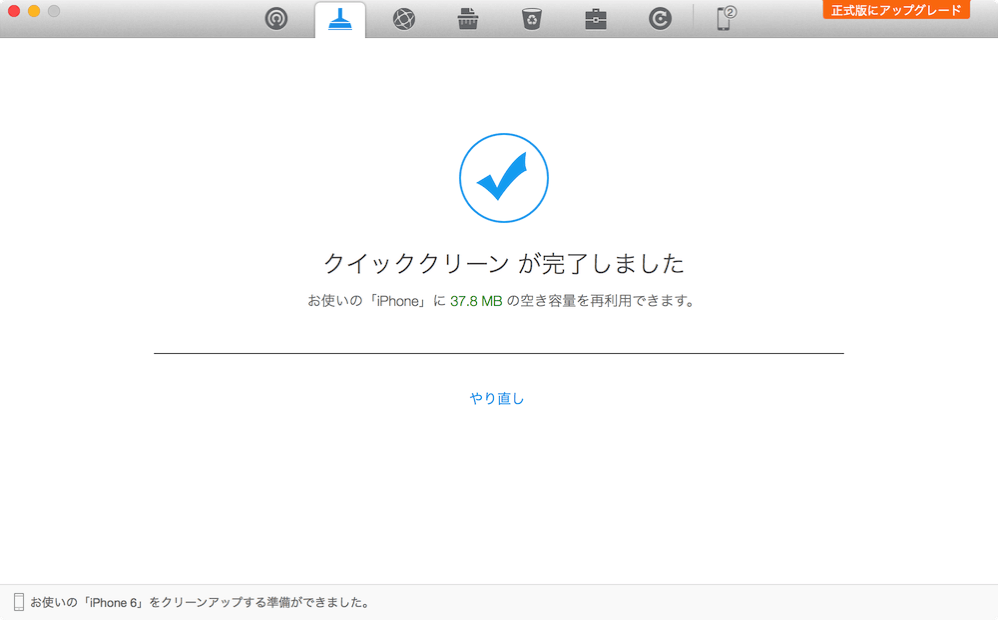 ②
正式版にアップグレード
クイッククリーン が完了しました
お使いの「iPhone」に 37.8 MB の空き容量を再利用できます。
やり直し
お使いの「iPhone 6」をクリーンアップする準備ができました。